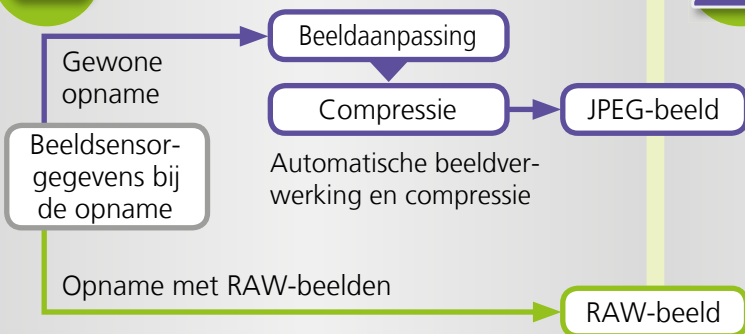 Beeldaanpassing
Gewone
opname
Compressie
JPEG-beeld
Beeldsensor-
gegevens bij
de opname
Automatische beeldver-
werking en compressie
Opname met RAW-beelden
RAW-beeld